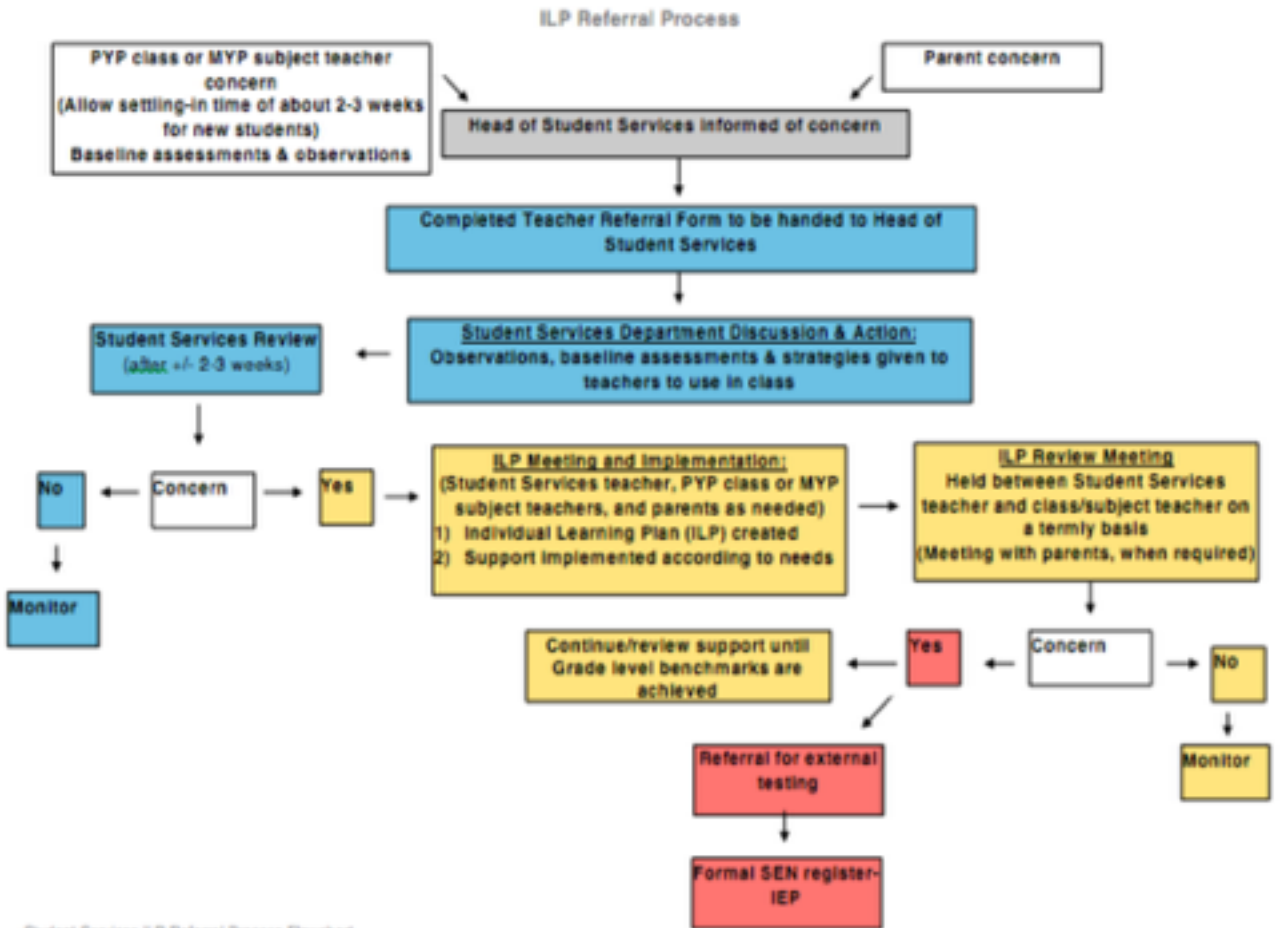 ILP Referral Process
PYP class or MYP subject teacher
concern
(Allow settling-in time of about 2-3 weeks
for new students)
Baseline assessments & observations
Parent concern
Head of Student Services informed of concern
Completed Teacher Referral Form to be handed to Head of
Student Services
Student Services Department Discussion & Action:
Observations, baseline assessments & strategies given to
teachers to use in class
Student Services Review
(after +/- 2-3 weeks)
No
Concern
Yes
Monitor
ILP Meeting and Implementation:
(Student Services teacher, PYP class or MYP
subject teachers, and parents as needed)
1) Individual Learning Plan (ILP) created
2) Support implemented according to needs
ILP Review Meeting
Held between Student Services
teacher and class/subject teacher on
a termly basis
(Meeting with parents, when required)
Continue/review support until
Grade level benchmarks are
achieved
Yes
Concern
No
Monitor
Referral for external
testing
Formal SEN register-
IEP